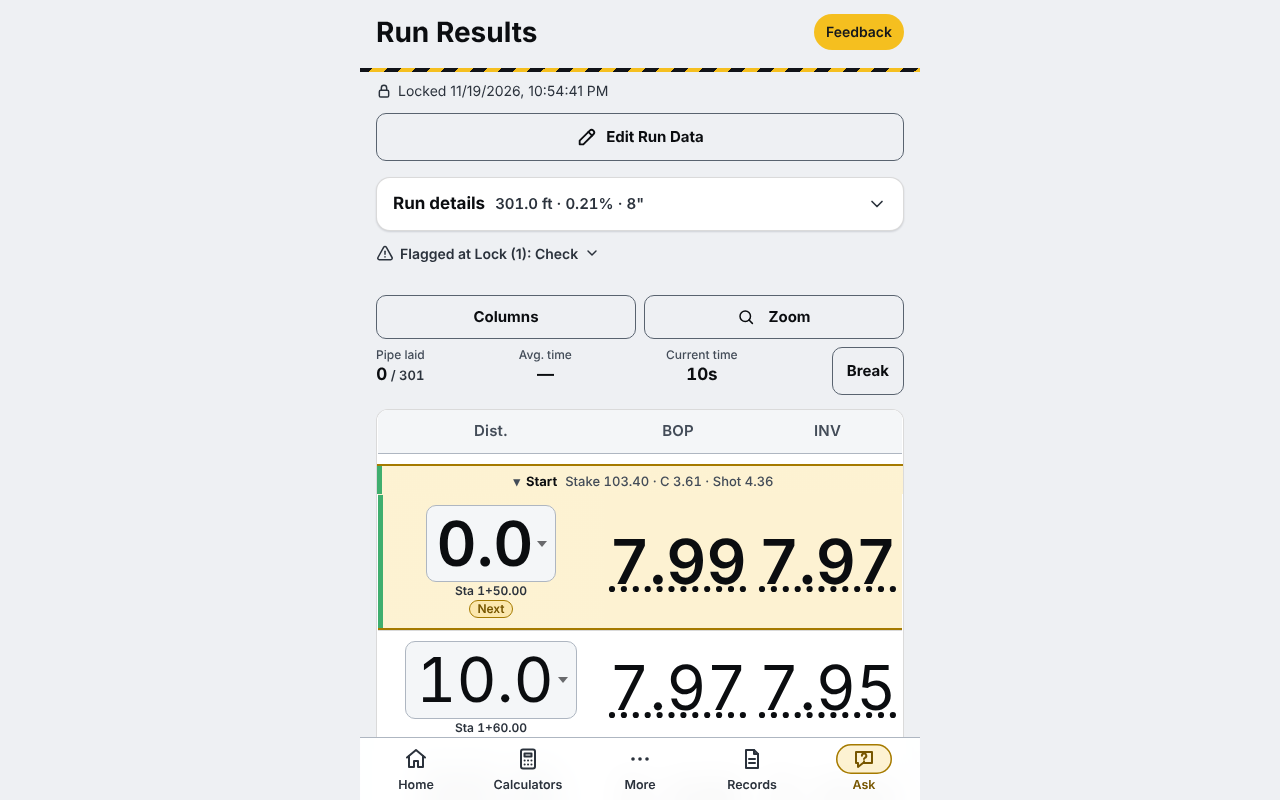 Run Results
Feedback
Locked 11/19/2026, 10:54:41 PM
Edit Run Data
Run details 301.0 ft · 0.21% · 8"
Flagged at Lock (1): Check
Columns
Zoom
Pipe laid Avg. time Current time
0 / 301 — 10s
Break
Dist. BOP INV
▾ Start Stake 103.40 · C 3.61 · Shot 4.36
0.0 7.99 7.97
Sta 1+50.00
Next
10.0 7.97 7.95
Sta 1+60.00
Home Calculators More Records Ask